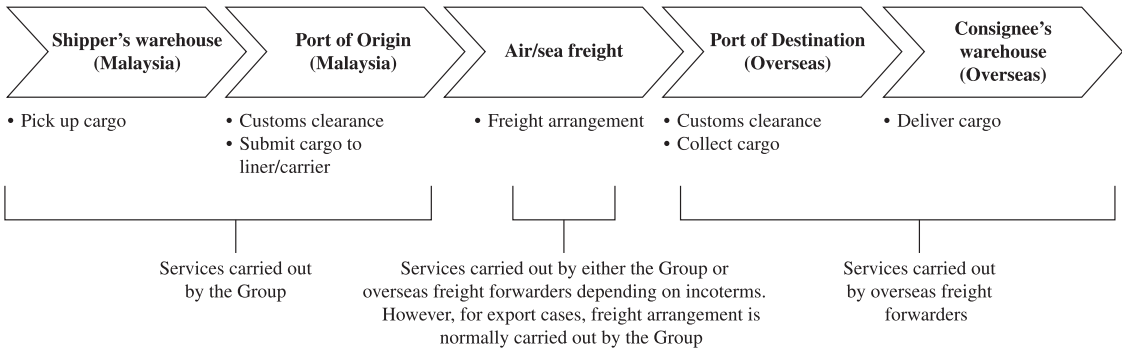 Shipper’s warehouse
(Malaysia)
Port of Origin
(Malaysia)
Air/sea freight
Port of Destination
(Overseas)
Consignee’s
warehouse
(Overseas)
• Pick up cargo
• Customs clearance
• Submit cargo to
liner/carrier
• Freight arrangement
• Customs clearance
• Collect cargo
• Deliver cargo
Services carried out
by the Group
Services carried out by either the Group or
overseas freight forwarders depending on incoterms.
However, for export cases, freight arrangement is
normally carried out by the Group
Services carried out
by overseas freight
forwarders